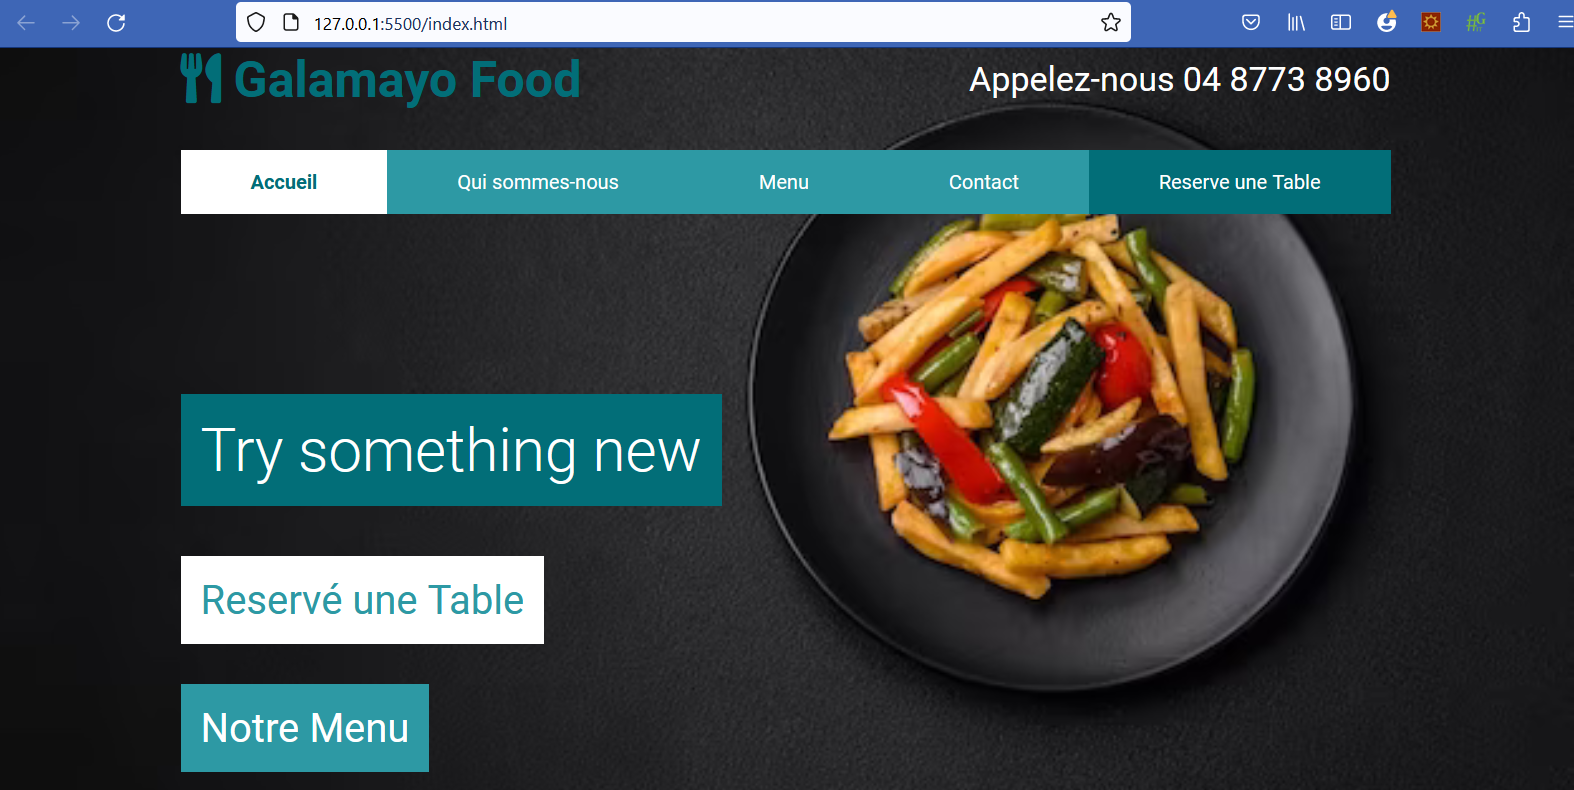 127.0.0.1:5500/index.html
Galamayo Food
Appelez-nous 04 8773 8960
Accueil
Qui sommes-nous
Menu
Contact
Reserve une Table
Try something new
Reservé une Table
Notre Menu